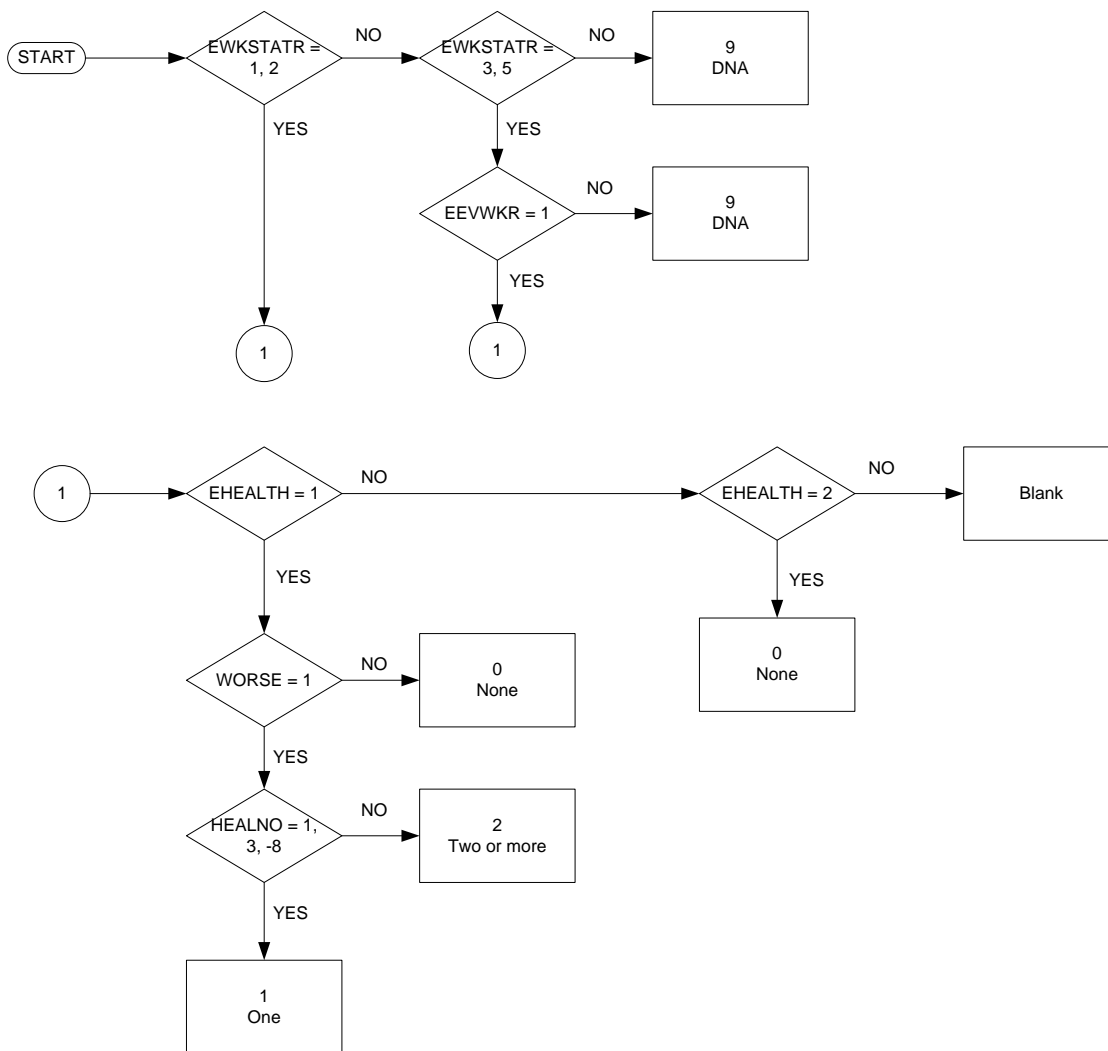 START
EWKSTATR =
1, 2
NO
EWKSTATR =
3, 5
NO
9
DNA
YES
YES
EEVWKR = 1
NO
9
DNA
YES
1
1
1
EHEALTH = 1
NO
EHEALTH = 2
NO
Blank
YES
YES
0
None
WORSE = 1
NO
0
None
YES
HEALNO = 1,
3, -8
NO
2
Two or more
YES
1
One